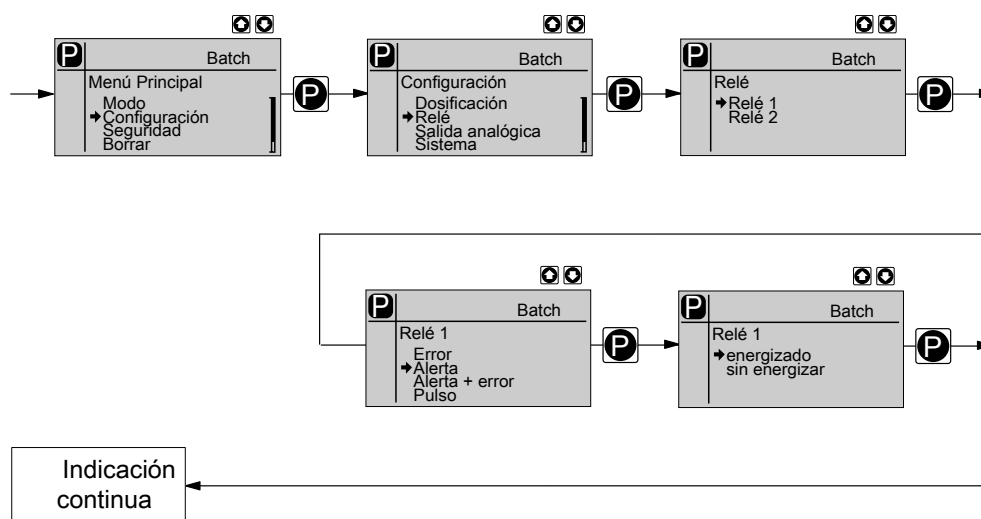 P
Batch
Menú Principal
Modo
Configuración
Seguridad
Borrar
P
P
Batch
Configuración
Dosificación
Relé
Salida analógica
Sistema
P
P
Batch
Relé
Relé 1
Relé 2
P
P
Batch
Relé 1
Error
Alerta
Alerta + error
Pulso
P
P
Batch
Relé 1
energizado
sin energizar
P
Indicación
continua